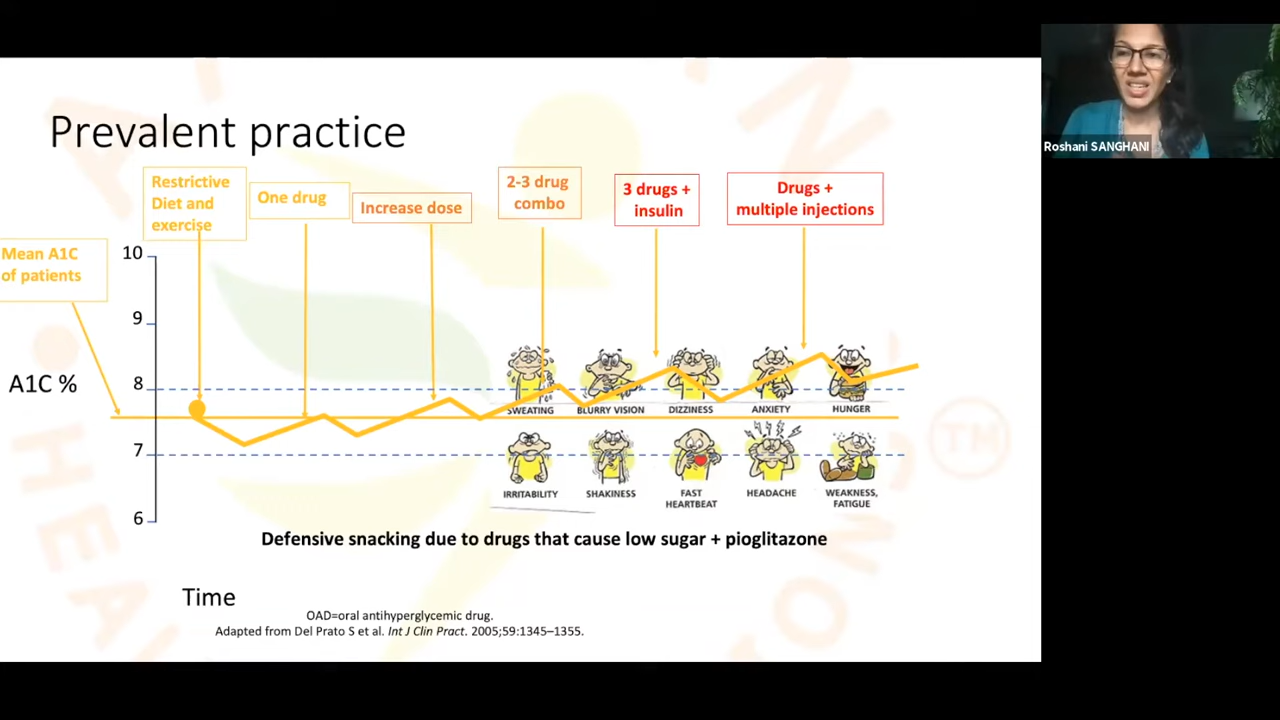 Prevalent practice
Restrictive
Diet and
exercise
One drug
Increase dose
2-3 drug
combo
3 drugs +
insulin
Drugs +
multiple injections
Mean A1C
of patients
10
9
A1C %
8
7
6
SWEATING
BLURRY VISION
DIZZINESS
ANXIETY
HUNGER
IRRITABILITY
SHAKINESS
FAST
HEARTBEAT
HEADACHE
WEAKNESS,
FATIGUE
Defensive snacking due to drugs that cause low sugar + pioglitazone
Time
OAD=oral antihyperglycemic drug.
Adapted from Del Prato S et al. Int J Clin Pract. 2005;59:1345–1355.
Roshani SANGHANI
TM